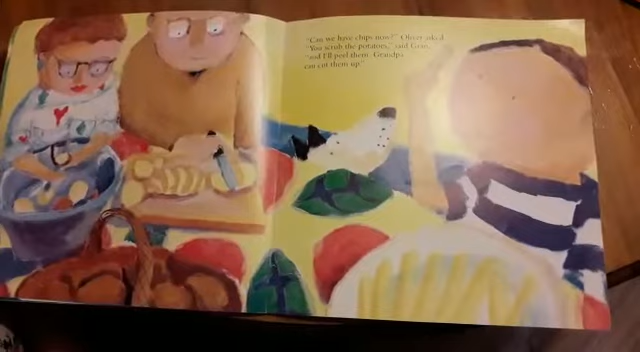 "Can we have chips now?" Oliver asked.
"You scrub the potatoes," said Gran,
"and I'll peel them. Grandpa
can cut them up."